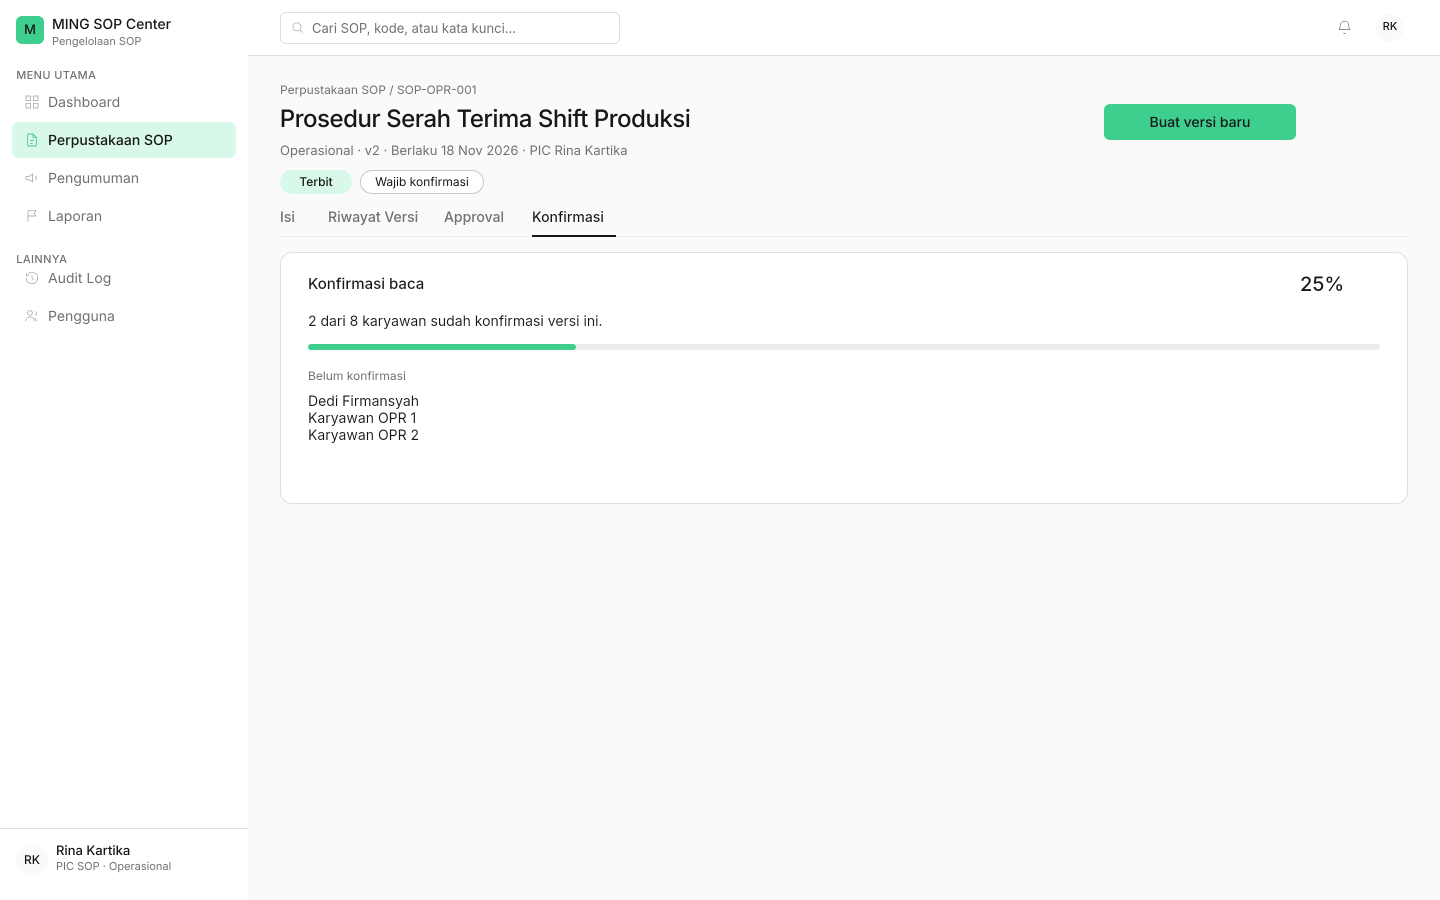 M
MING SOP Center
Pengelolaan SOP
MENU UTAMA
Dashboard
Perpustakaan SOP
Pengumuman
Laporan
LAINNYA
Audit Log
Pengguna
RK
Rina Kartika
PIC SOP · Operasional
Cari SOP, kode, atau kata kunci...
RK
Perpustakaan SOP / SOP-OPR-001
Prosedur Serah Terima Shift Produksi
Operasional · v2 · Berlaku 18 Nov 2026 · PIC Rina Kartika
Buat versi baru
Terbit
Wajib konfirmasi
Isi
Riwayat Versi
Approval
Konfirmasi
Konfirmasi baca
25%
2 dari 8 karyawan sudah konfirmasi versi ini.
Belum konfirmasi
Dedi Firmansyah
Karyawan OPR 1
Karyawan OPR 2